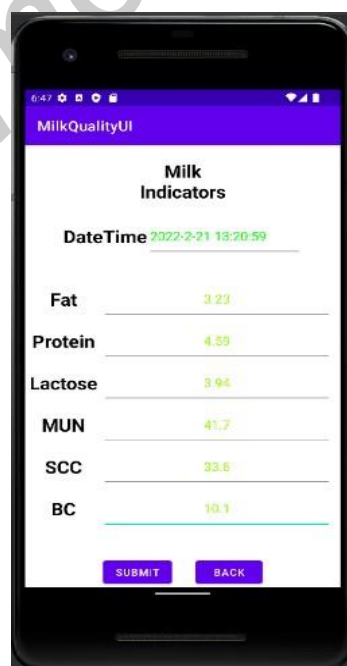 6:47
MilkQualityUI
Milk
Indicators
DateTime 2022-2-21 13:20:59
Fat 3.23
Protein 4.59
Lactose 3.94
MUN 41.7
SCC 33.6
BC 10.1
SUBMIT BACK